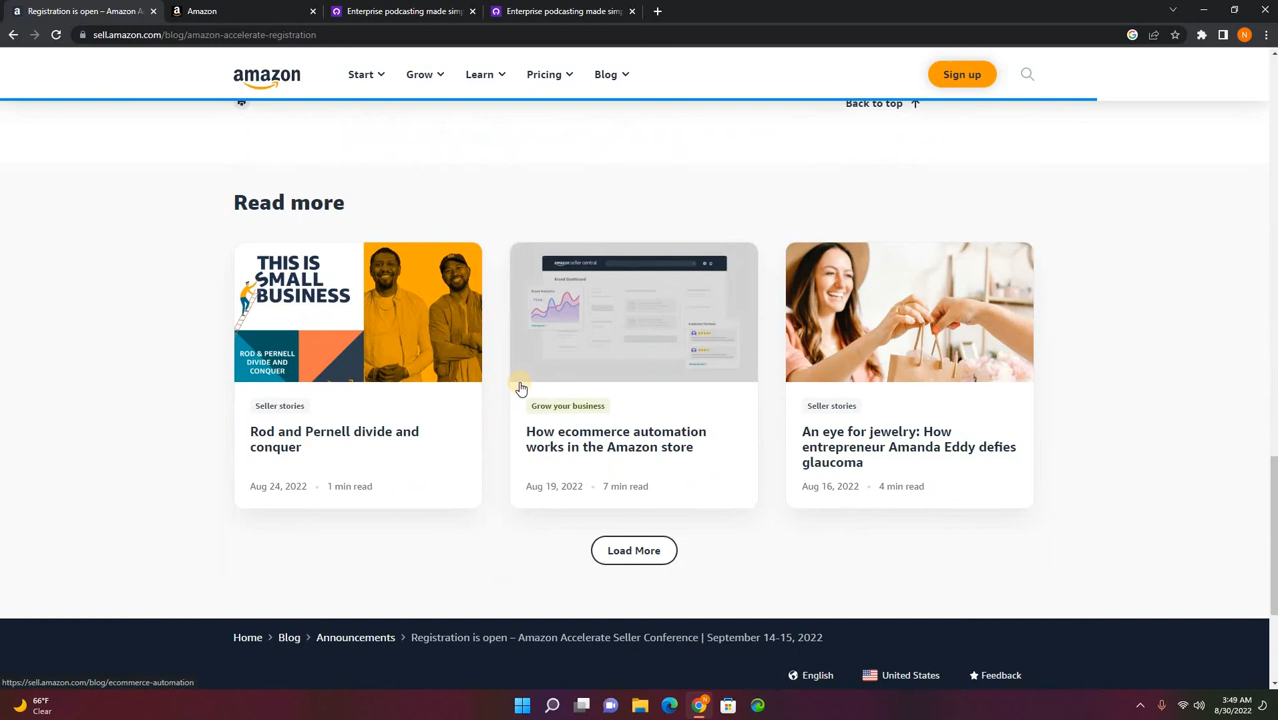 Registration is open – Am
Amazon
Enterprise podcasting made sim
Enterprise podcasting made sim
sell.amazon.com/blog/amazon-accelerate-registration
N
amazon
Start
Grow
Learn
Pricing
Blog
Sign up
Back to top
Read more
THIS IS
SMALL
BUSINESS
ROD & PERNELL
DIVIDE AND
CONQUER
amazon seller central
Brand Dashboard
Seller stories
Rod and Pernell divide and
conquer
Aug 24, 2022 • 1 min read
Grow your business
How ecommerce automation
works in the Amazon store
Aug 19, 2022 • 7 min read
Seller stories
An eye for jewelry: How
entrepreneur Amanda Eddy defies
glaucoma
Aug 16, 2022 • 4 min read
Load More
Home > Blog > Announcements > Registration is open – Amazon Accelerate Seller Conference | September 14-15, 2022
English
United States
Feedback
https://sell.amazon.com/blog/ecommerce-automation
66°F
Clear
3:49 AM
8/30/2022